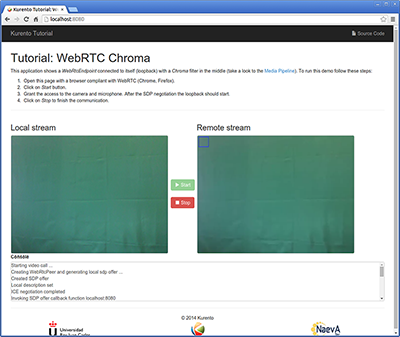 Kurento Tutorial: We
localhost:8080
Kurento Tutorial
Source Code
Tutorial: WebRTC Chroma
This application shows a WebRtcEndpoint connected to itself (loopback) with a Chroma filter in the middle (take a look to the Media Pipeline). To run this demo follow these steps:
1. Open this page with a browser compliant with WebRTC (Chrome, Firefox).
2. Click on Start button.
3. Grant the access to the camera and microphone. After the SDP negotiation the loopback should start.
4. Click on Stop to finish the communication.
Local stream
Remote stream
Start
Stop
Console
Starting video call ...
Creating WebRtcPeer and generating local sdp offer ...
Created SDP offer
Local description set
ICE negotiation completed
Invoking SDP offer callback function localhost:8080
© 2014 Kurento
Universidad
Naeva